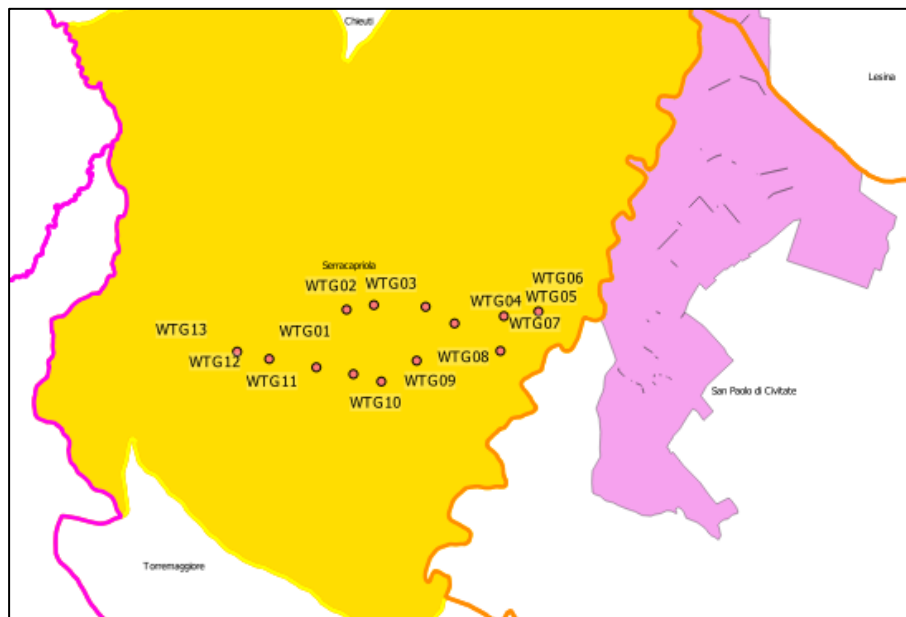 Chieuti
Lesina
Serracapriola
WTG06
WTG02
WTG03
WTG04
WTG05
WTG13
WTG01
WTG07
WTG12
WTG08
WTG11
WTG09
WTG10
San Paolo di Civitate
Torremaggiore